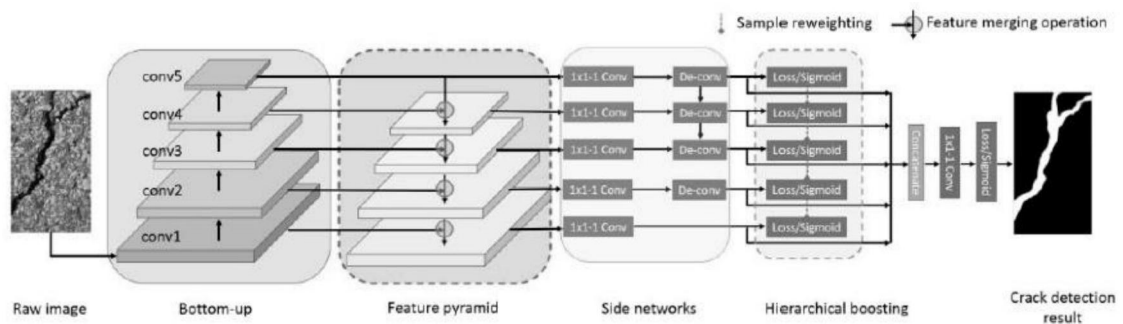 Sample reweighting
Feature merging operation
conv5
1x1-1 Conv
De-conv
Loss/Sigmoid
conv4
1x1-1 Conv
De-conv
Loss/Sigmoid
conv3
1x1-1 Conv
De-conv
Loss/Sigmoid
conv2
1x1-1 Conv
De-conv
Loss/Sigmoid
conv1
1x1-1 Conv
Loss/Sigmoid
Concatenate
1x1-1 Conv
Loss/Sigmoid
Raw image
Bottom-up
Feature pyramid
Side networks
Hierarchical boosting
Crack detection
result